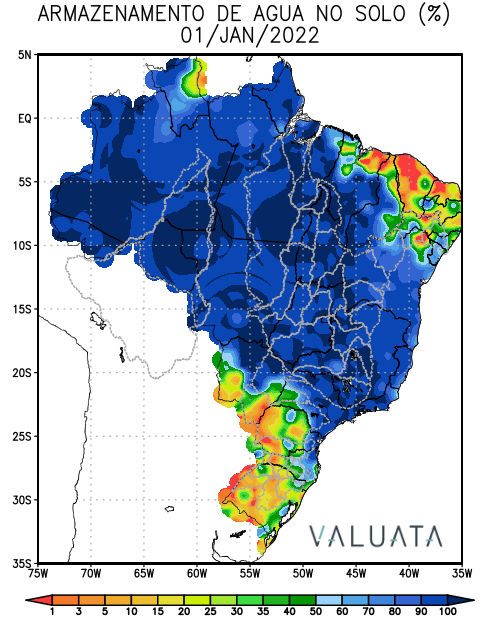 ARMAZENAMENTO DE AGUA NO SOLO (%)
01/JAN/2022
5N
EQ
5S
10S
15S
20S
25S
30S
35S
75W 70W 65W 60W 55W 50W 45W 40W 35W
VALUATA
1 3 5 10 15 20 30 35 40 50 60 70 80 90 100